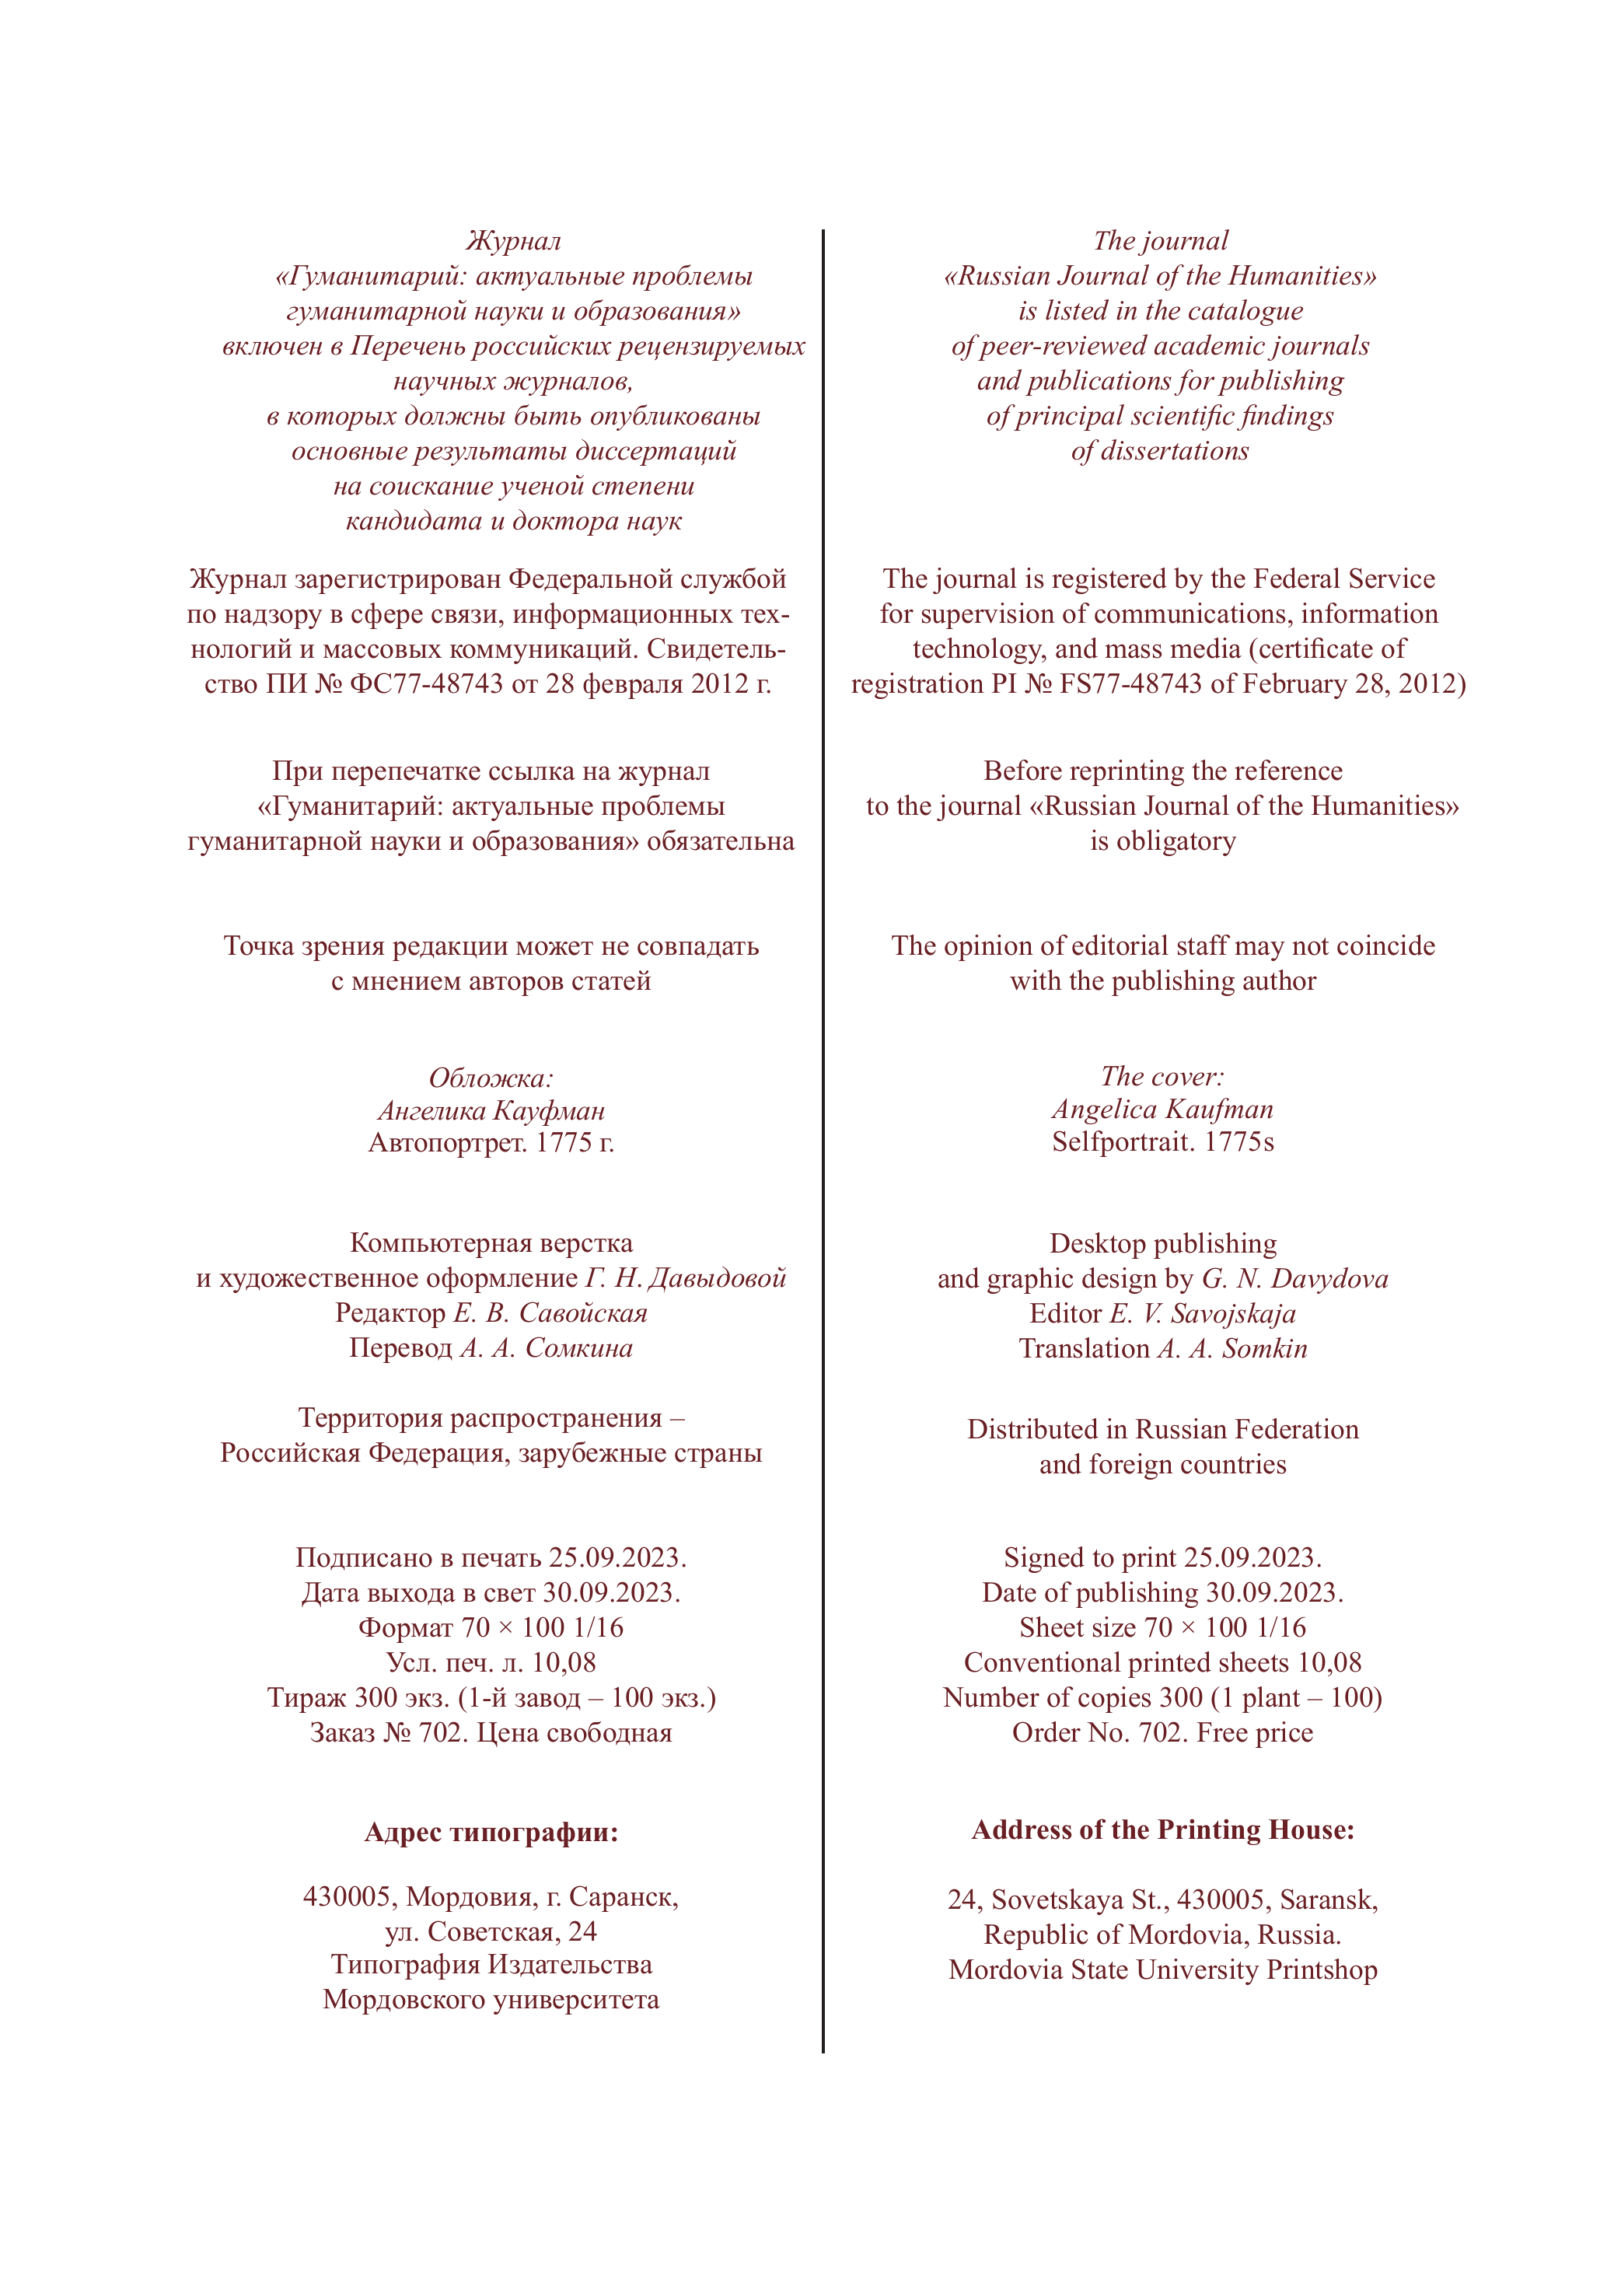 Журнал
«Гуманитарий: актуальные проблемы
гуманитарной науки и образования»
включен в Перечень российских рецензируемых
научных журналов,
в которых должны быть опубликованы
основные результаты диссертаций
на соискание ученой степени
кандидата и доктора наук
Журнал зарегистрирован Федеральной службой
по надзору в сфере связи, информационных тех-
нологий и массовых коммуникаций. Свидетель-
ство ПИ № ФС77-48743 от 28 февраля 2012 г.
При перепечатке ссылка на журнал
«Гуманитарий: актуальные проблемы
гуманитарной науки и образования» обязательна
Точка зрения редакции может не совпадать
с мнением авторов статей
Обложка:
Ангелика Кауфман
Автопортрет. 1775 г.
Компьютерная верстка
и художественное оформление Г. Н. Давыдовой
Редактор Е. В. Савойская
Перевод А. А. Сомкина
Территория распространения –
Российская Федерация, зарубежные страны
Подписано в печать 25.09.2023.
Дата выхода в свет 30.09.2023.
Формат 70 × 100 1/16
Усл. печ. л. 10,08
Тираж 300 экз. (1-й завод – 100 экз.)
Заказ № 702. Цена свободная
Адрес типографии:
430005, Мордовия, г. Саранск,
ул. Советская, 24
Типография Издательства
Мордовского университета
The journal
«Russian Journal of the Humanities»
is listed in the catalogue
of peer-reviewed academic journals
and publications for publishing
of principal scientific findings
of dissertations
The journal is registered by the Federal Service
for supervision of communications, information
technology, and mass media (certificate of
registration PI № FS77-48743 of February 28, 2012)
Before reprinting the reference
to the journal «Russian Journal of the Humanities»
is obligatory
The opinion of editorial staff may not coincide
with the publishing author
The cover:
Angelica Kaufman
Selfportrait. 1775s
Desktop publishing
and graphic design by G. N. Davydova
Editor E. V. Savojskaja
Translation A. A. Somkin
Distributed in Russian Federation
and foreign countries
Signed to print 25.09.2023.
Date of publishing 30.09.2023.
Sheet size 70 × 100 1/16
Conventional printed sheets 10,08
Number of copies 300 (1 plant – 100)
Order No. 702. Free price
Address of the Printing House:
24, Sovetskaya St., 430005, Saransk,
Republic of Mordovia, Russia.
Mordovia State University Printshop